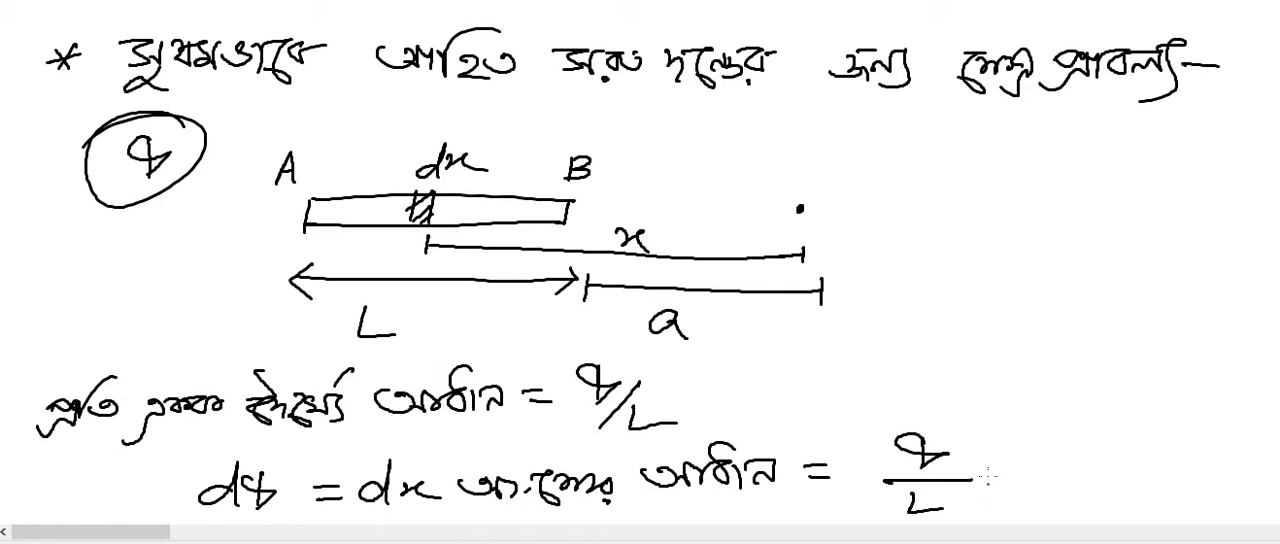 * সুষমভাবে আহিত সরু দন্ডের জন্য ক্ষেত্র প্রাবল্য—
q
A dx B
x
L a
প্রতি একক দৈর্ঘ্যে আধান = q/L
dq = dx অংশের আধান = q/L